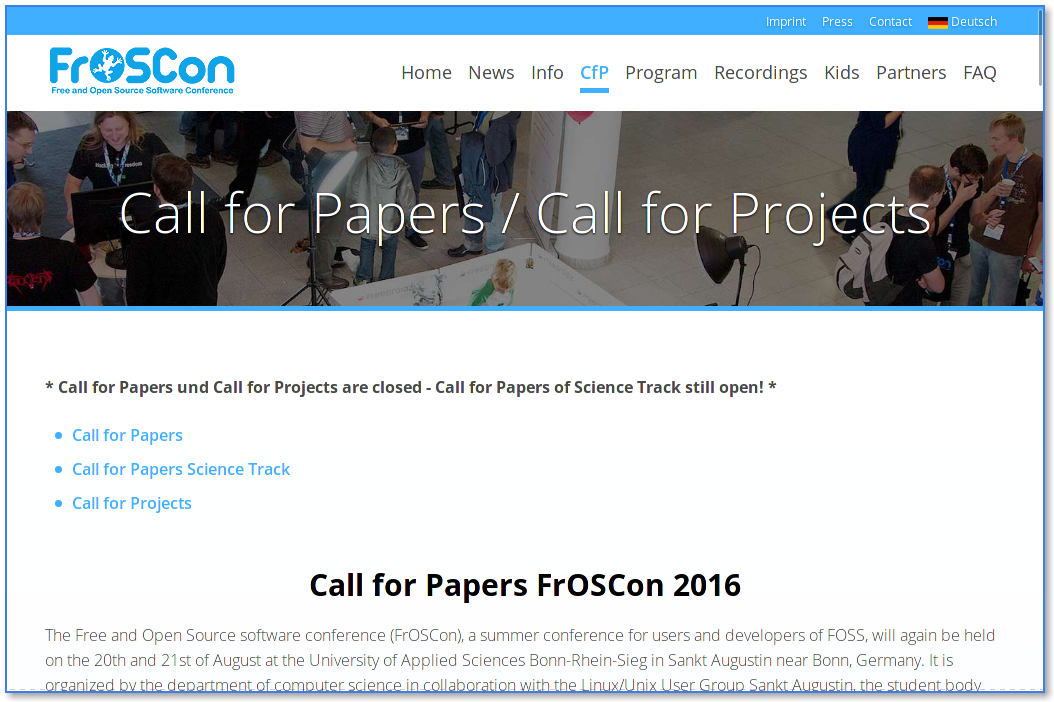 Imprint Press Contact Deutsch
FrOSCon
Free and Open Source Software Conference
Home News Info CfP Program Recordings Kids Partners FAQ
Call for Papers / Call for Projects
* Call for Papers und Call for Projects are closed - Call for Papers of Science Track still open! *
Call for Papers
Call for Papers Science Track
Call for Projects
Call for Papers FrOSCon 2016
The Free and Open Source software conference (FrOSCon), a summer conference for users and developers of FOSS, will again be held
on the 20th and 21st of August at the University of Applied Sciences Bonn-Rhein-Sieg in Sankt Augustin near Bonn, Germany. It is
organized by the department of computer science in collaboration with the Linux/Unix User Group Sankt Augustin, the student body